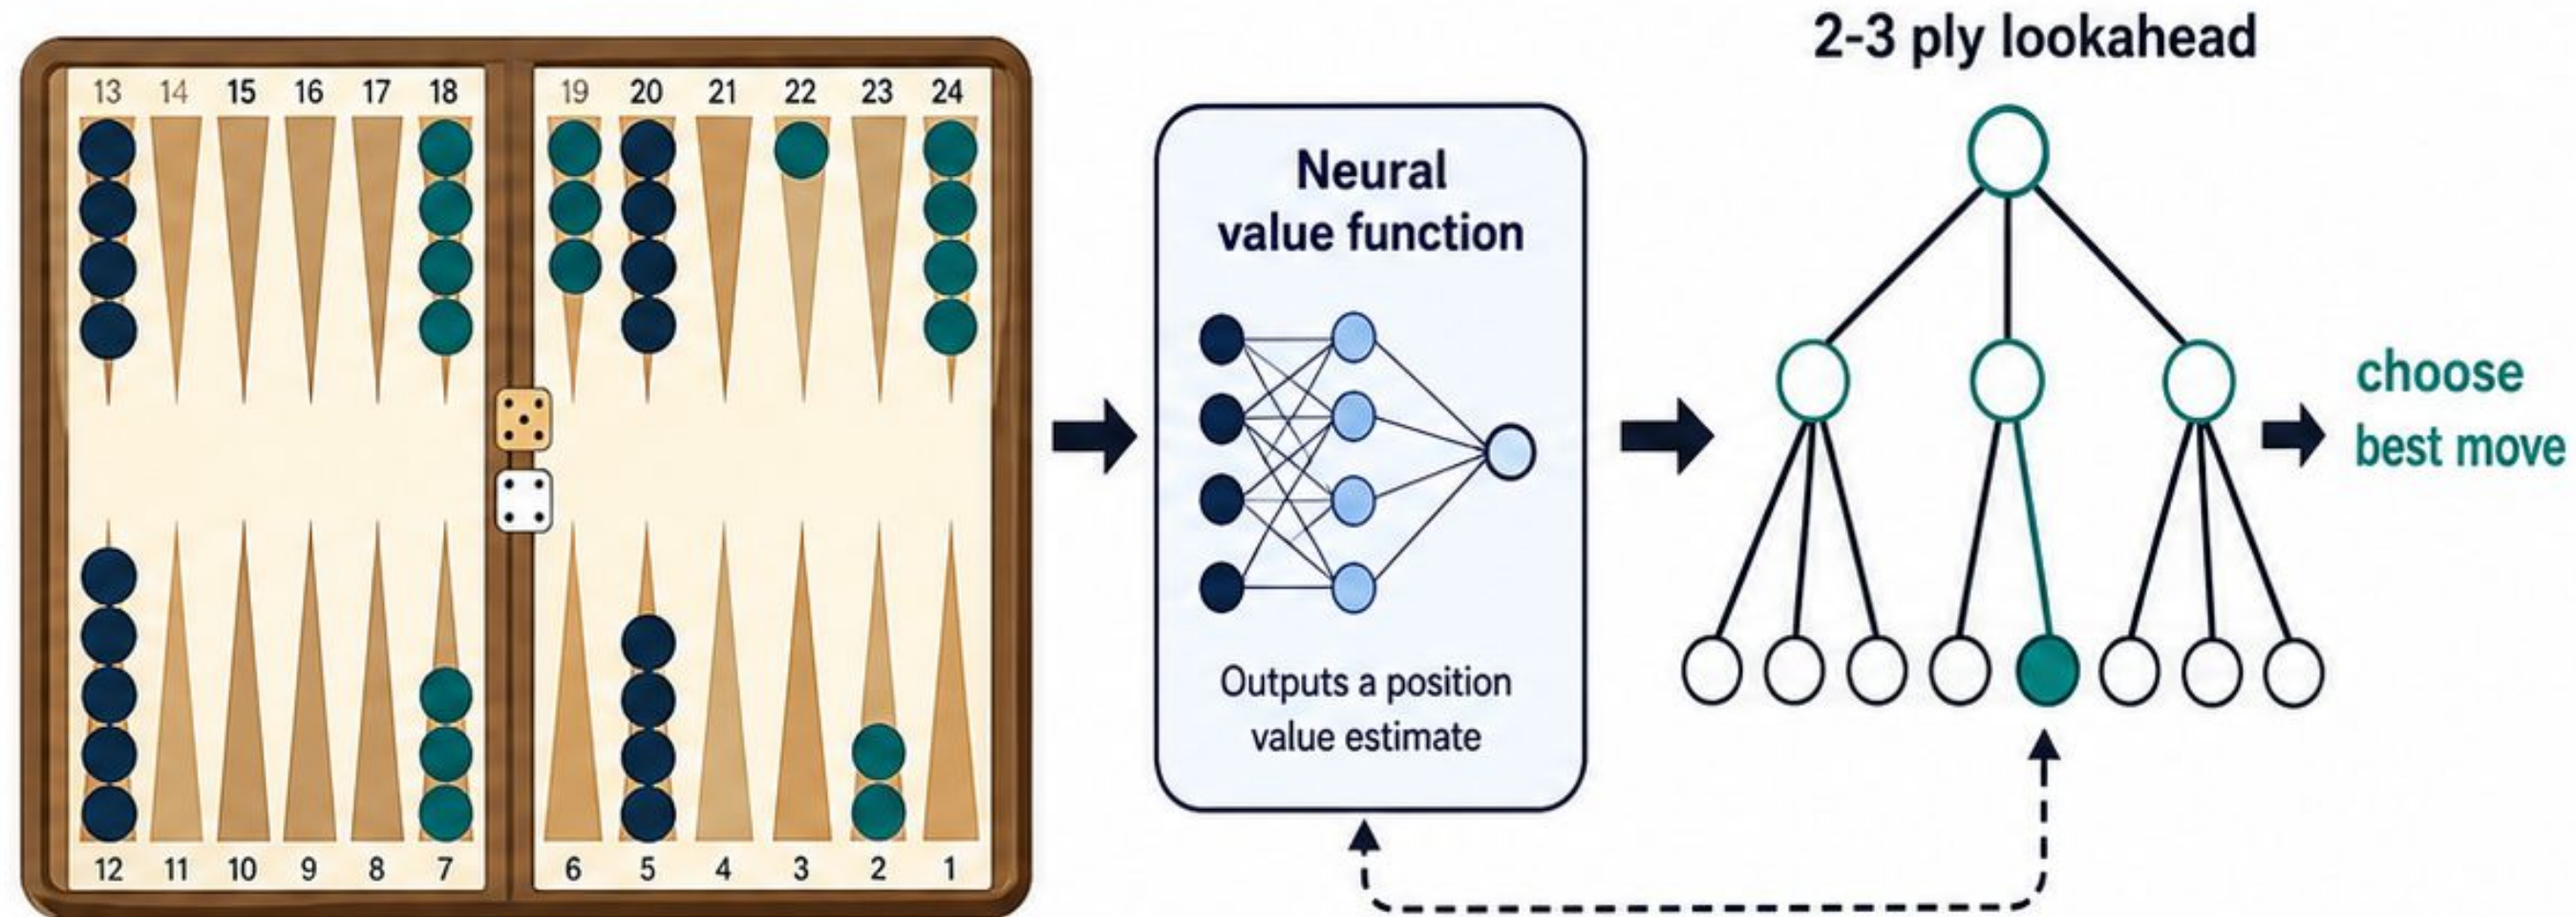 13 14 15 16 17 18 19 20 21 22 23 24
12 11 10 9 8 7 6 5 4 3 2 1
Neural
value function
Outputs a position
value estimate
2-3 ply lookahead
choose
best move